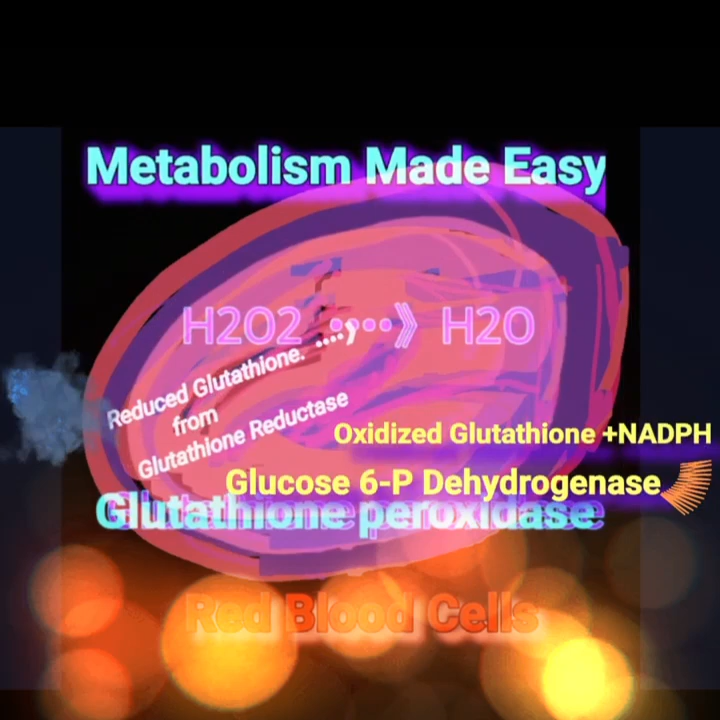 Metabolism Made Easy
H2O2 ....,··》 H2O
Reduced Glutathione.
from
Glutathione Reductase
Oxidized Glutathione +NADPH
Glucose 6-P Dehydrogenase
Glutathione peroxidase
Red Blood Cells